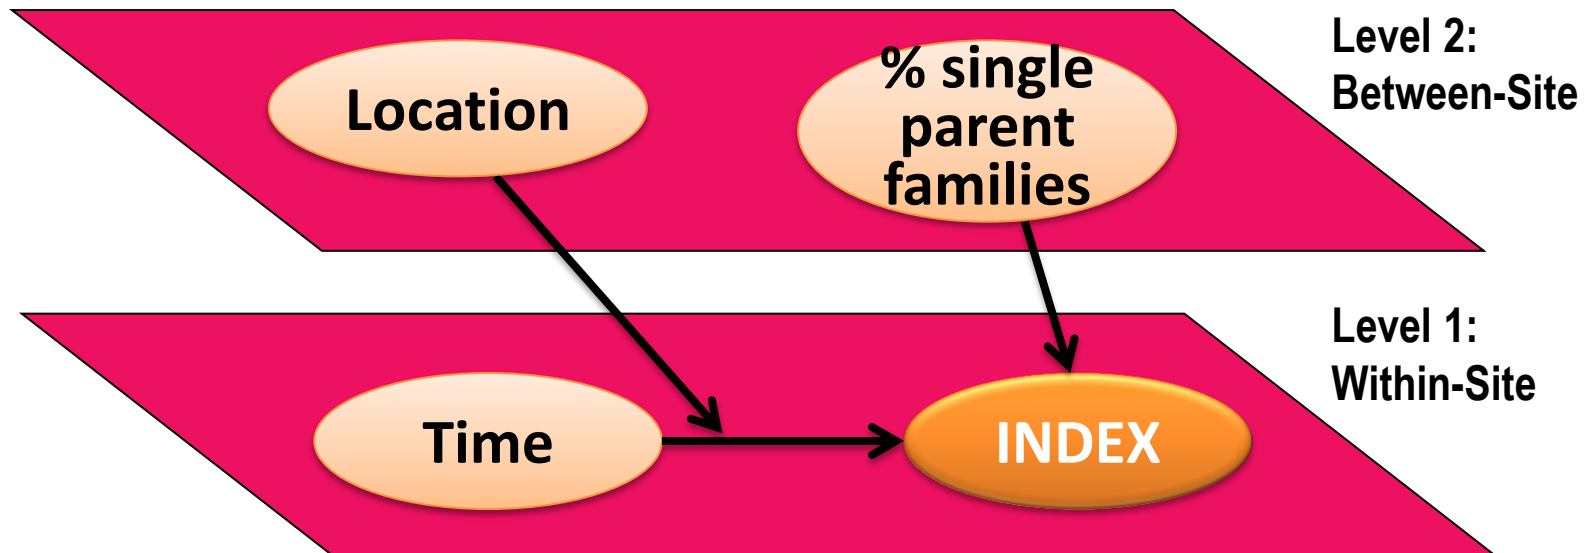 Level 2:
Between-Site
Location
% single
parent
families
Level 1:
Within-Site
Time
INDEX